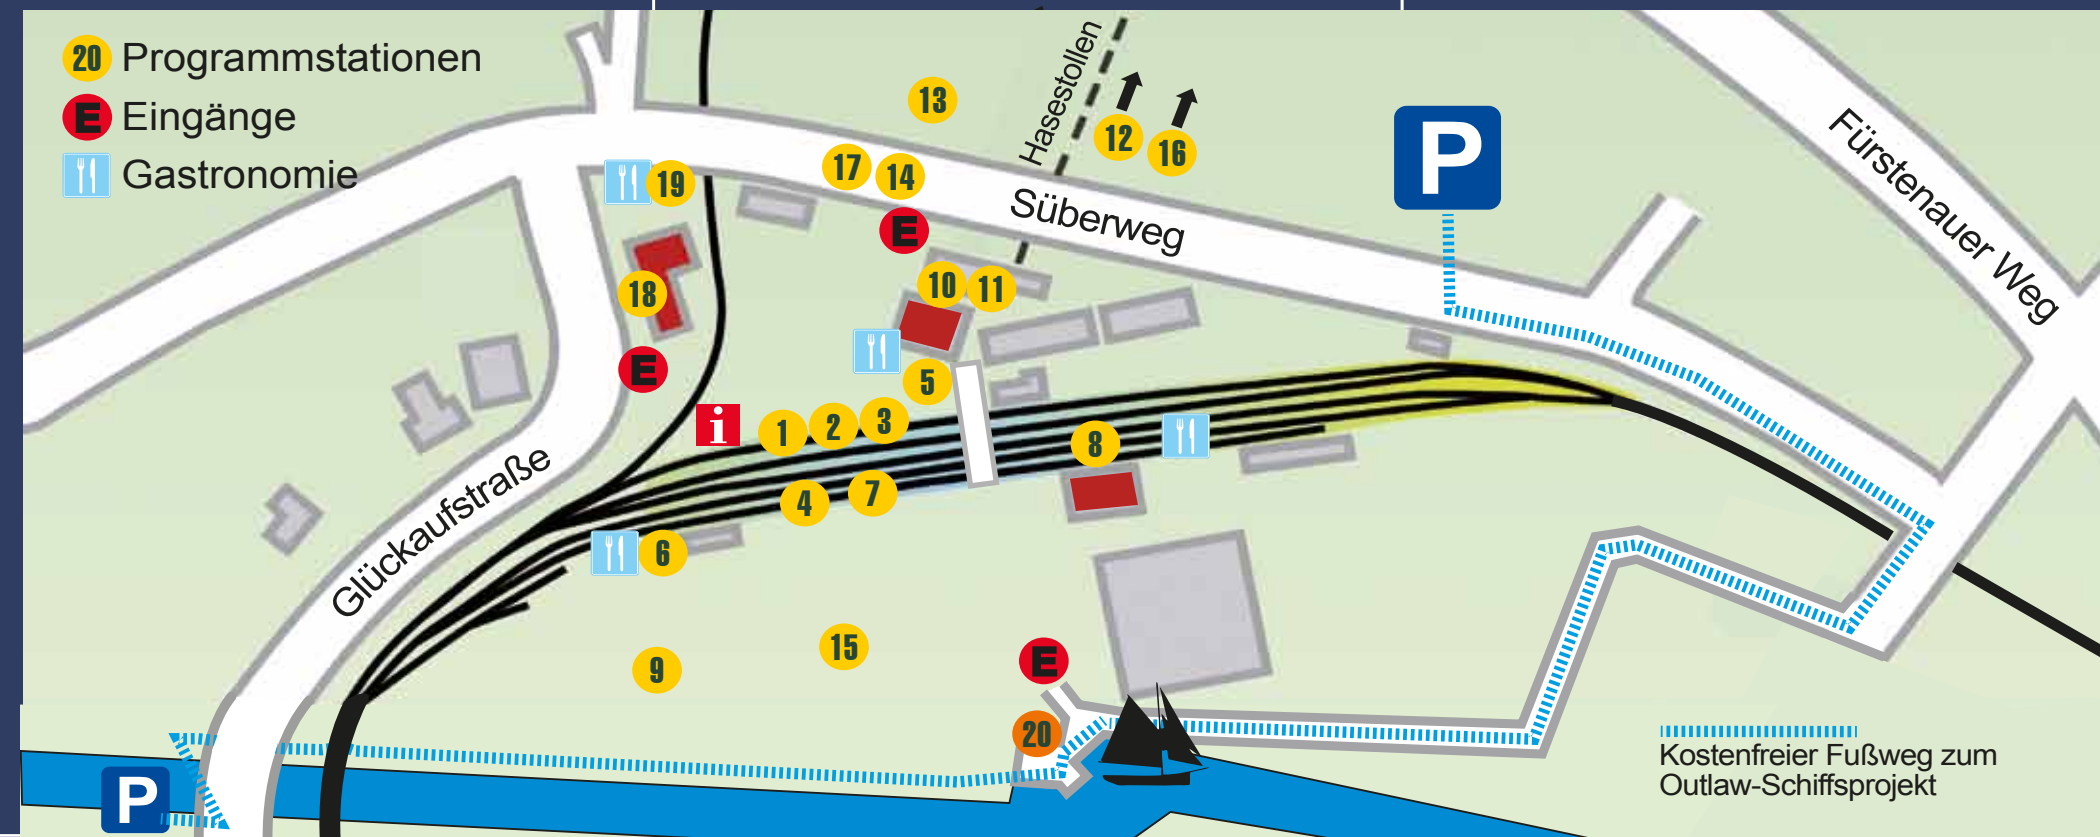 20 Programmstationen
E Eingänge
Gastronomie
Hasestollen
13
12
16
P
Fürstenauer Weg
17
14
19
Süberweg
E
18
10
11
E
5
i
1
2
3
8
Glückaufstraße
4
7
6
9
15
E
20
P
Kostenfreier Fußweg zum
Outlaw-Schiffsprojekt